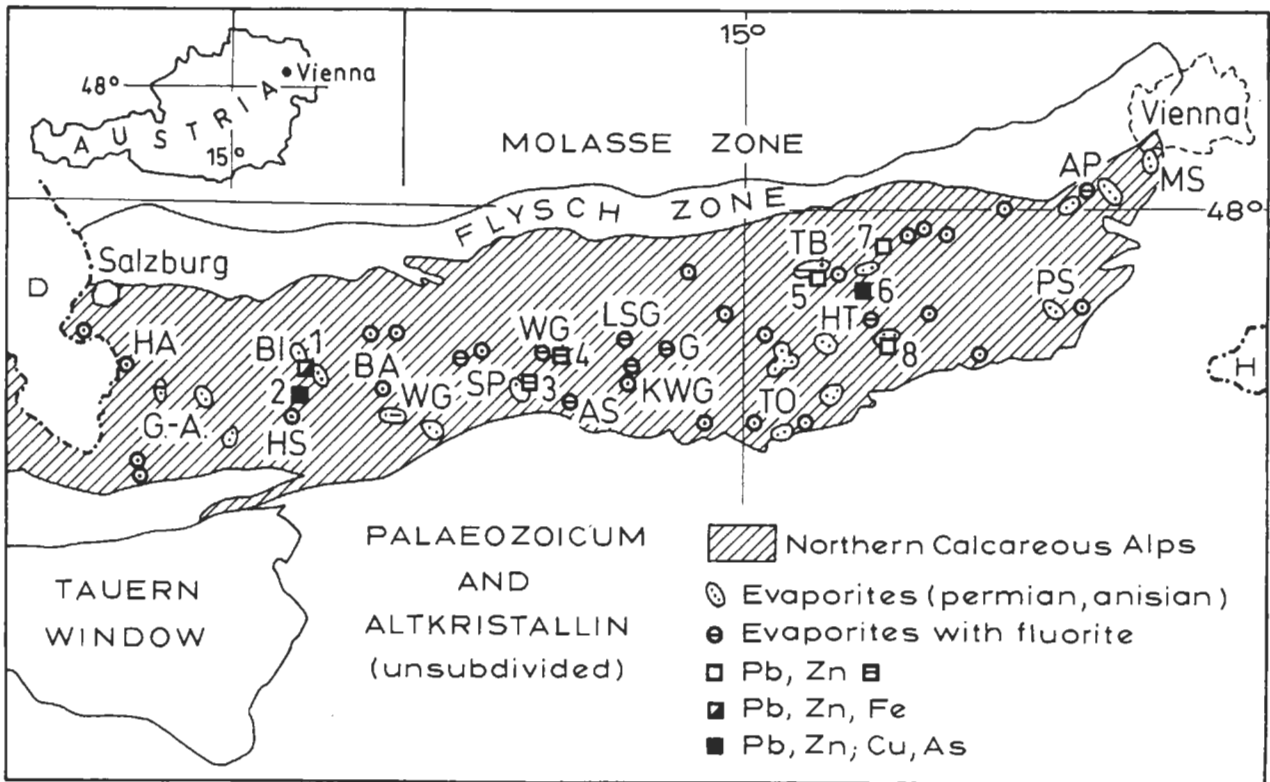 48°
Vienna
AUSTRIA
15°
15°
MOLASSE ZONE
FLYSCH ZONE
Vienna
AP
MS
48°
D
Salzburg
HA
BI
1
2
G.-A.
HS
BA
WG
SP
WG
4
3
AS
LSG
G
KWG
TB
7
5
6
HT
8
TO
PS
H
TAUERN
WINDOW
PALAEOZOICUM
AND
ALTKRISTALLIN
(unsubdivided)
Northern Calcareous Alps
Evaporites (permian, anisian)
Evaporites with fluorite
Pb, Zn
Pb, Zn, Fe
Pb, Zn; Cu, As